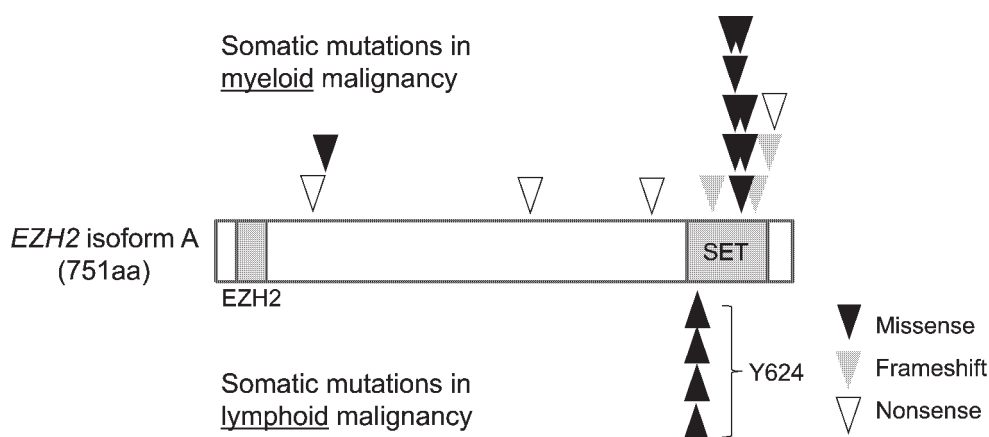 Somatic mutations in
myeloid malignancy
EZH2 isoform A
(751aa)
SET
EZH2
Missense
Frameshift
Nonsense
Y624
Somatic mutations in
lymphoid malignancy